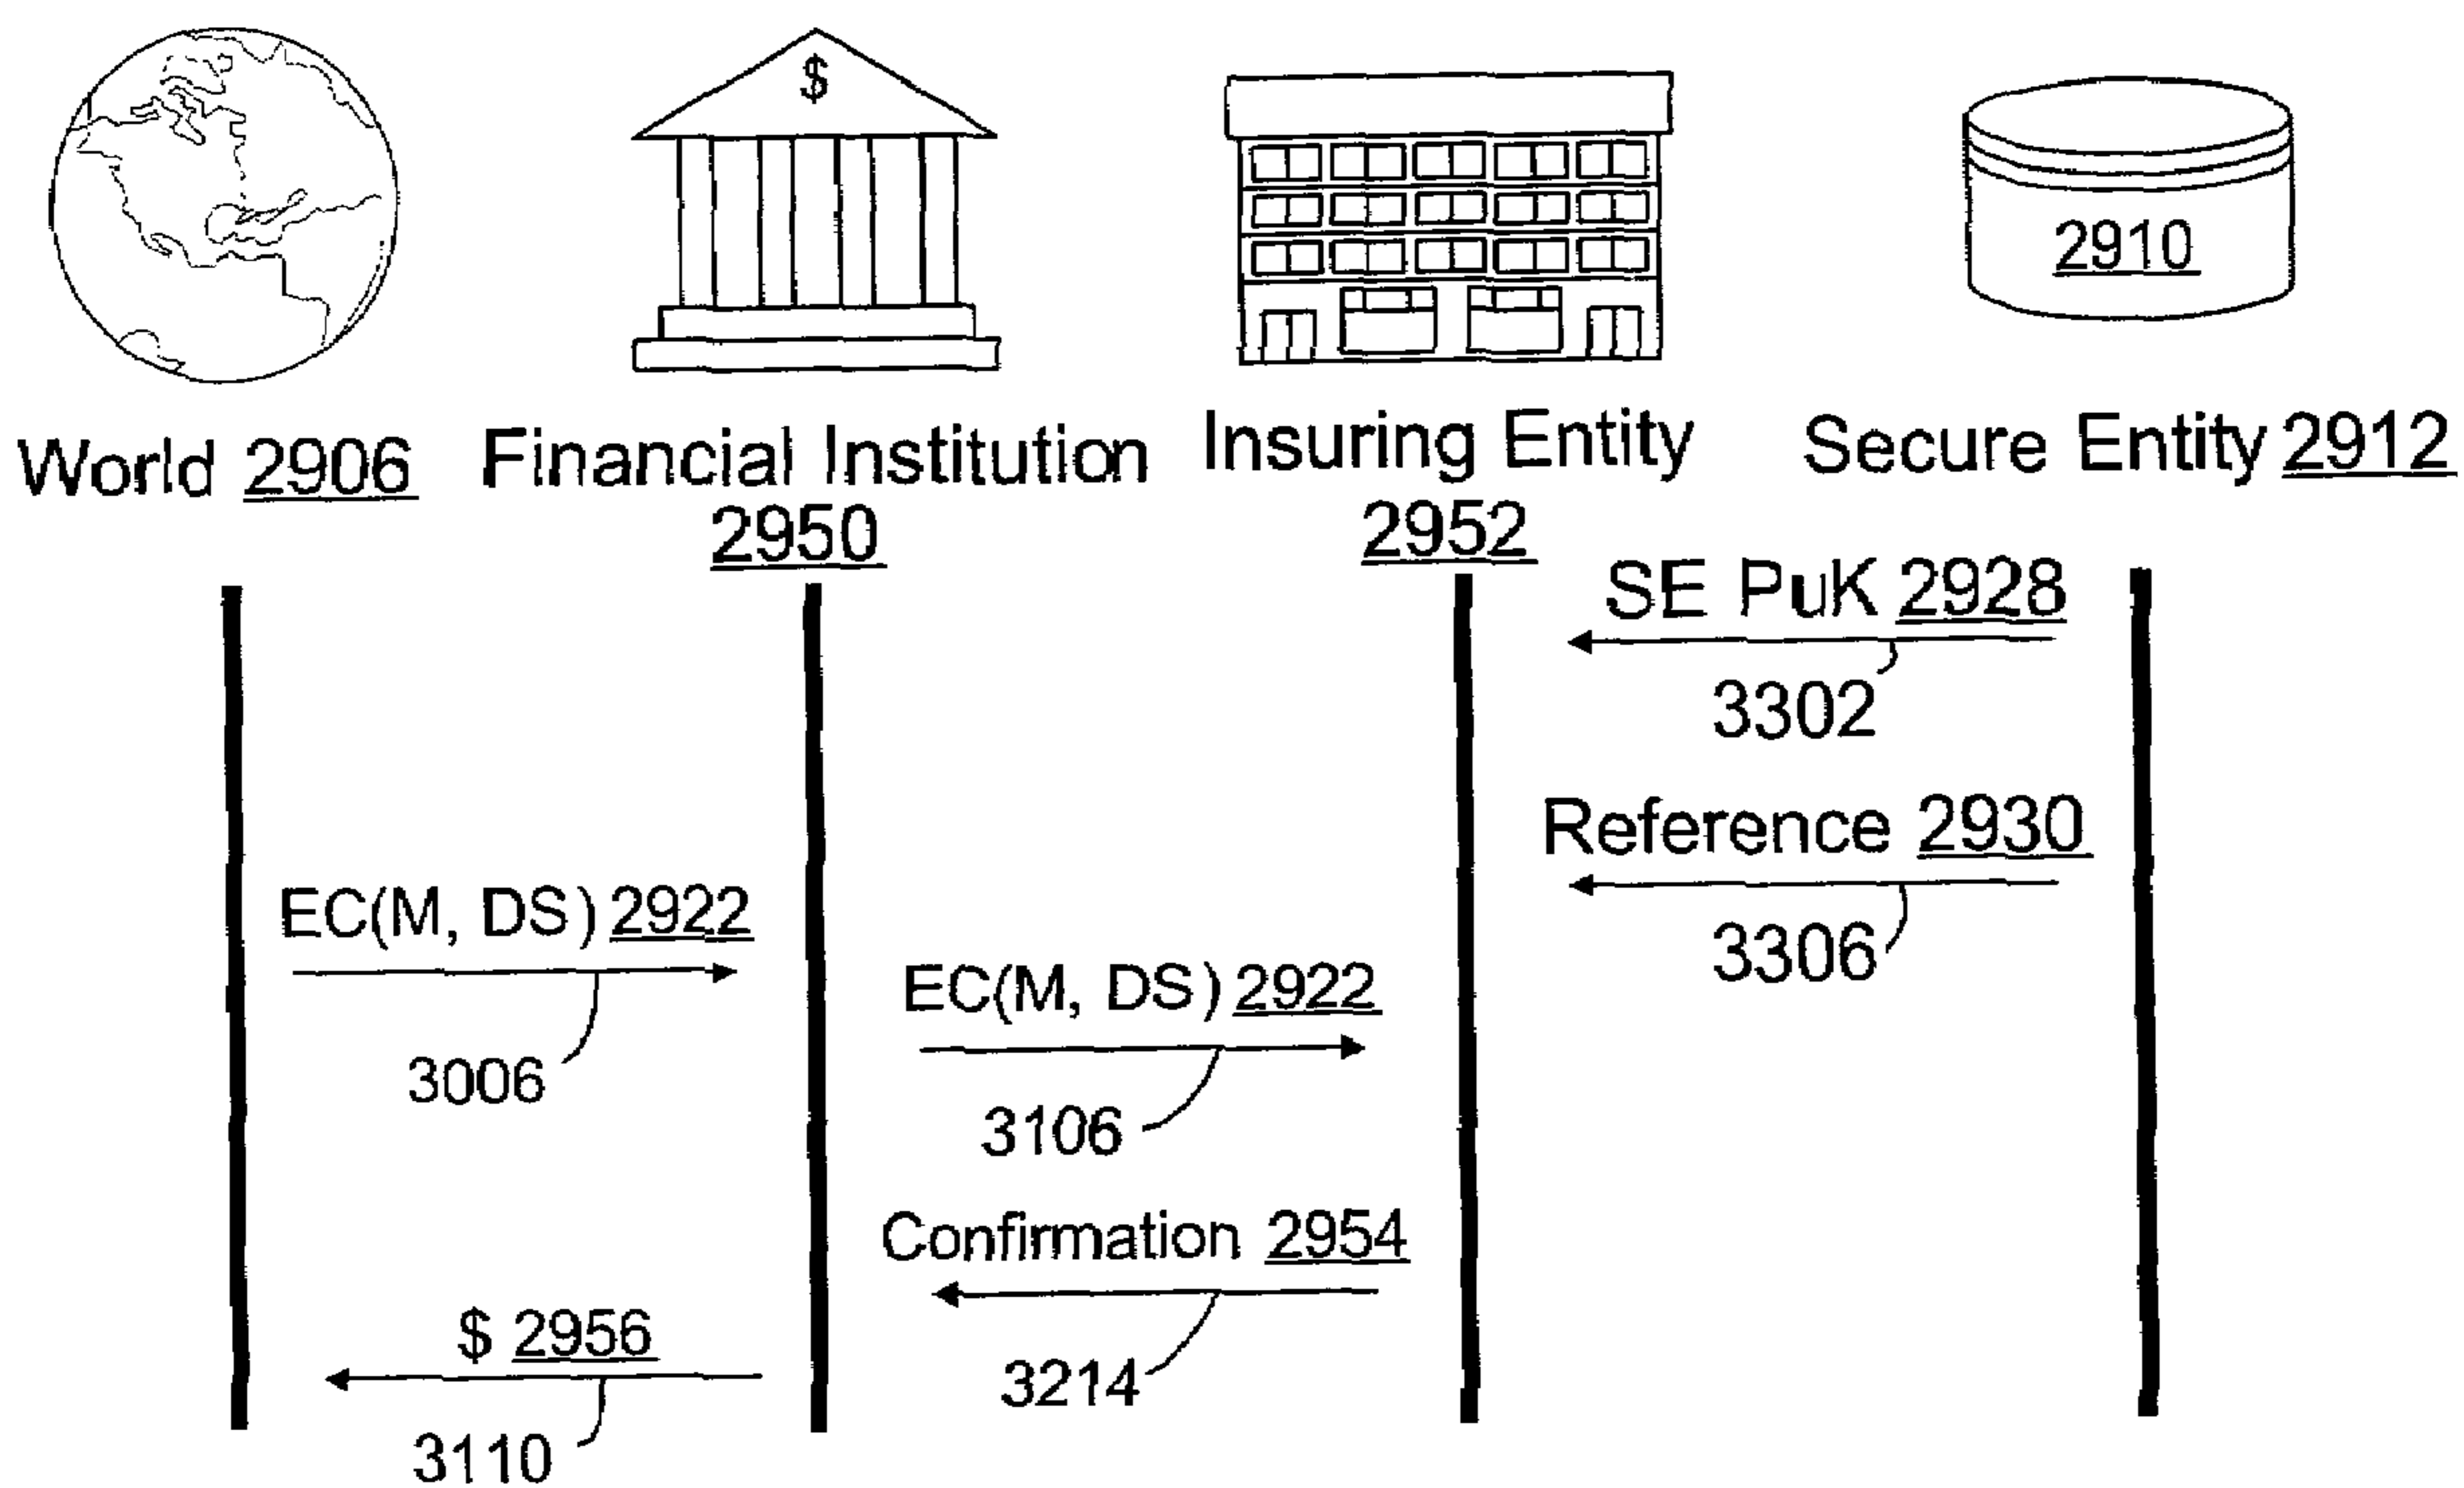 $
2910
World 2906
Financial Institution
2950
Insuring Entity
2952
Secure Entity 2912
SE PuK 2928
3302
Reference 2930
3306
EC(M, DS) 2922
3006
EC(M, DS) 2922
3106
Confirmation 2954
3214
$ 2956
3110